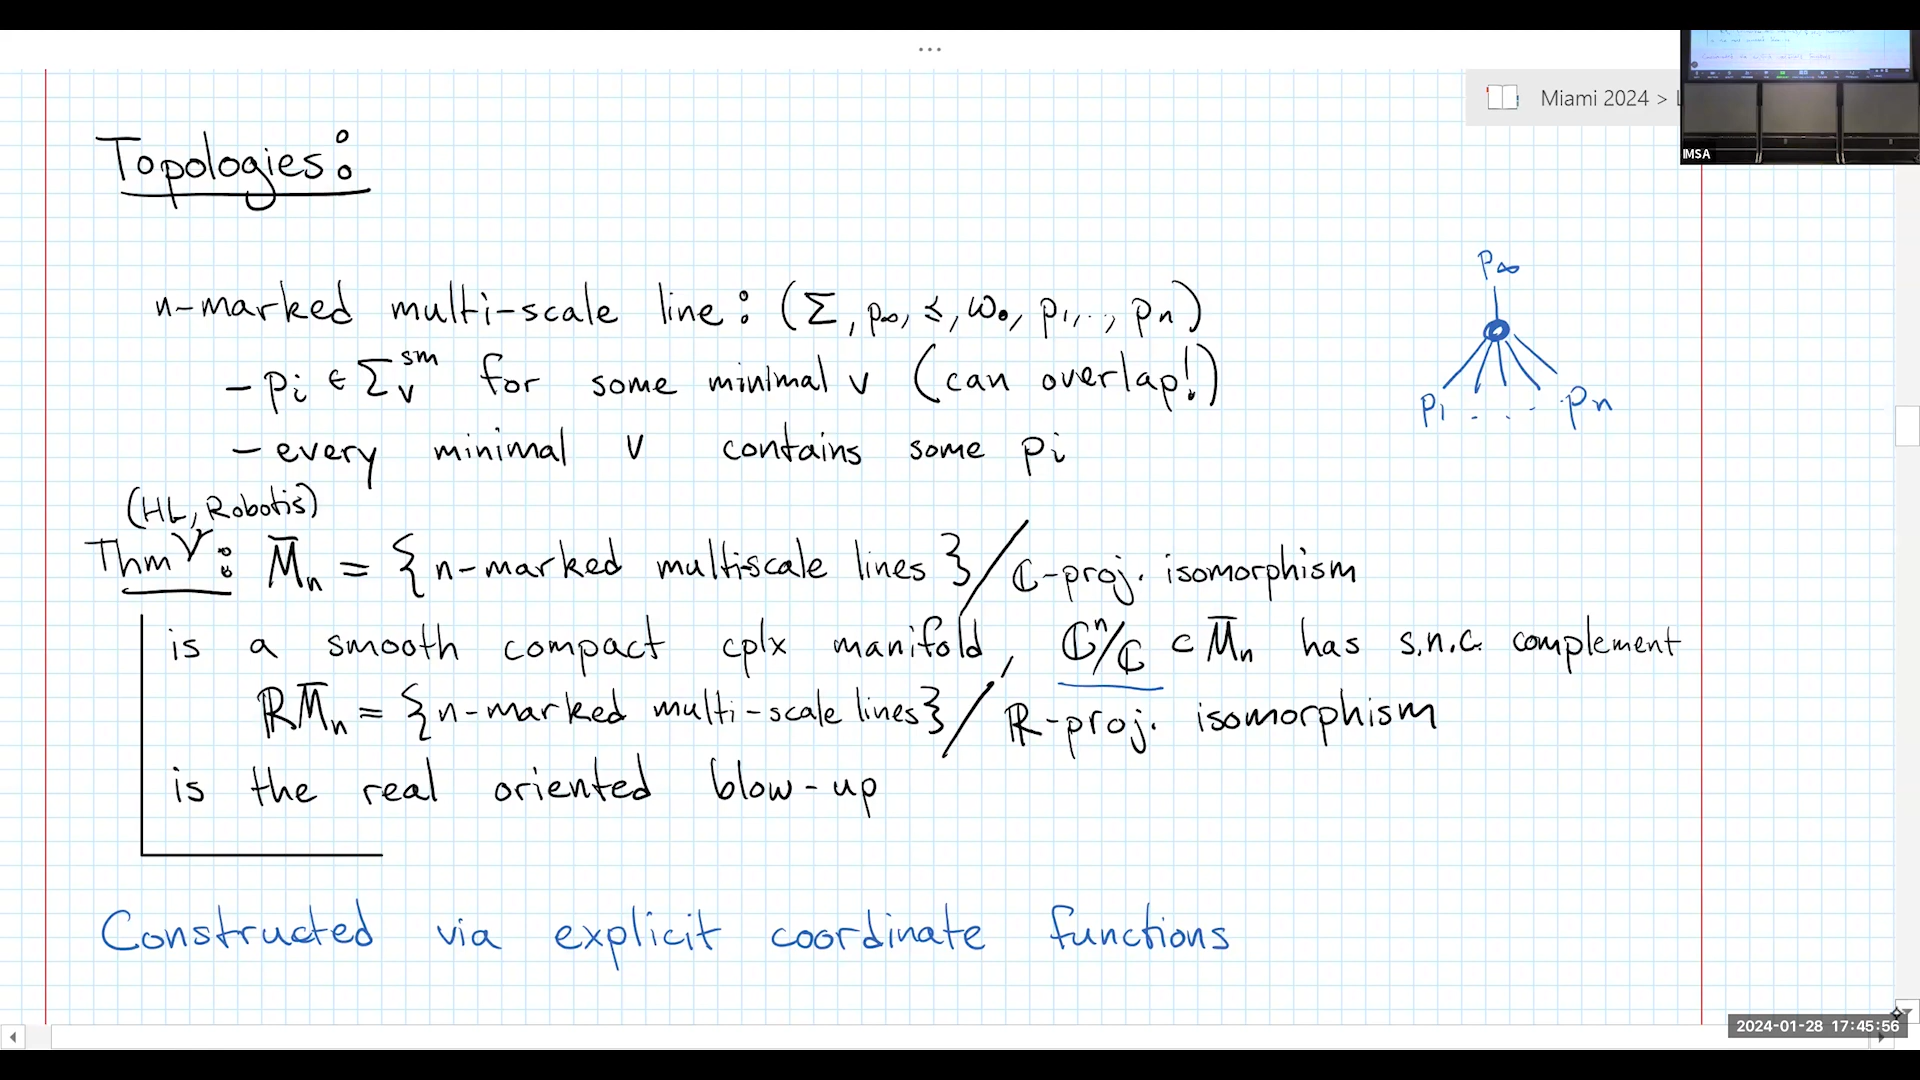 ...
Miami 2024 >
IMSA
Topologies:
p∞
n-marked multi-scale line: (Σ, p∞, ⪯, ω•, p₁, .., pₙ)
- pᵢ ∈ Σᵥˢᵐ for some minimal v (can overlap!)
p₁ . . . pₙ
- every minimal v contains some pᵢ
(HL, Robotis)
Thm: M̄ₙ = {n-marked multiscale lines}/ℂ-proj. isomorphism
is a smooth compact cplx manifold, ℂⁿ/ℂ ⊂ M̄ₙ has s.n.c. complement
ℝM̄ₙ = {n-marked multi-scale lines}/ℝ-proj. isomorphism
is the real oriented blow-up
Constructed via explicit coordinate functions
2024-01-28 17:45:56